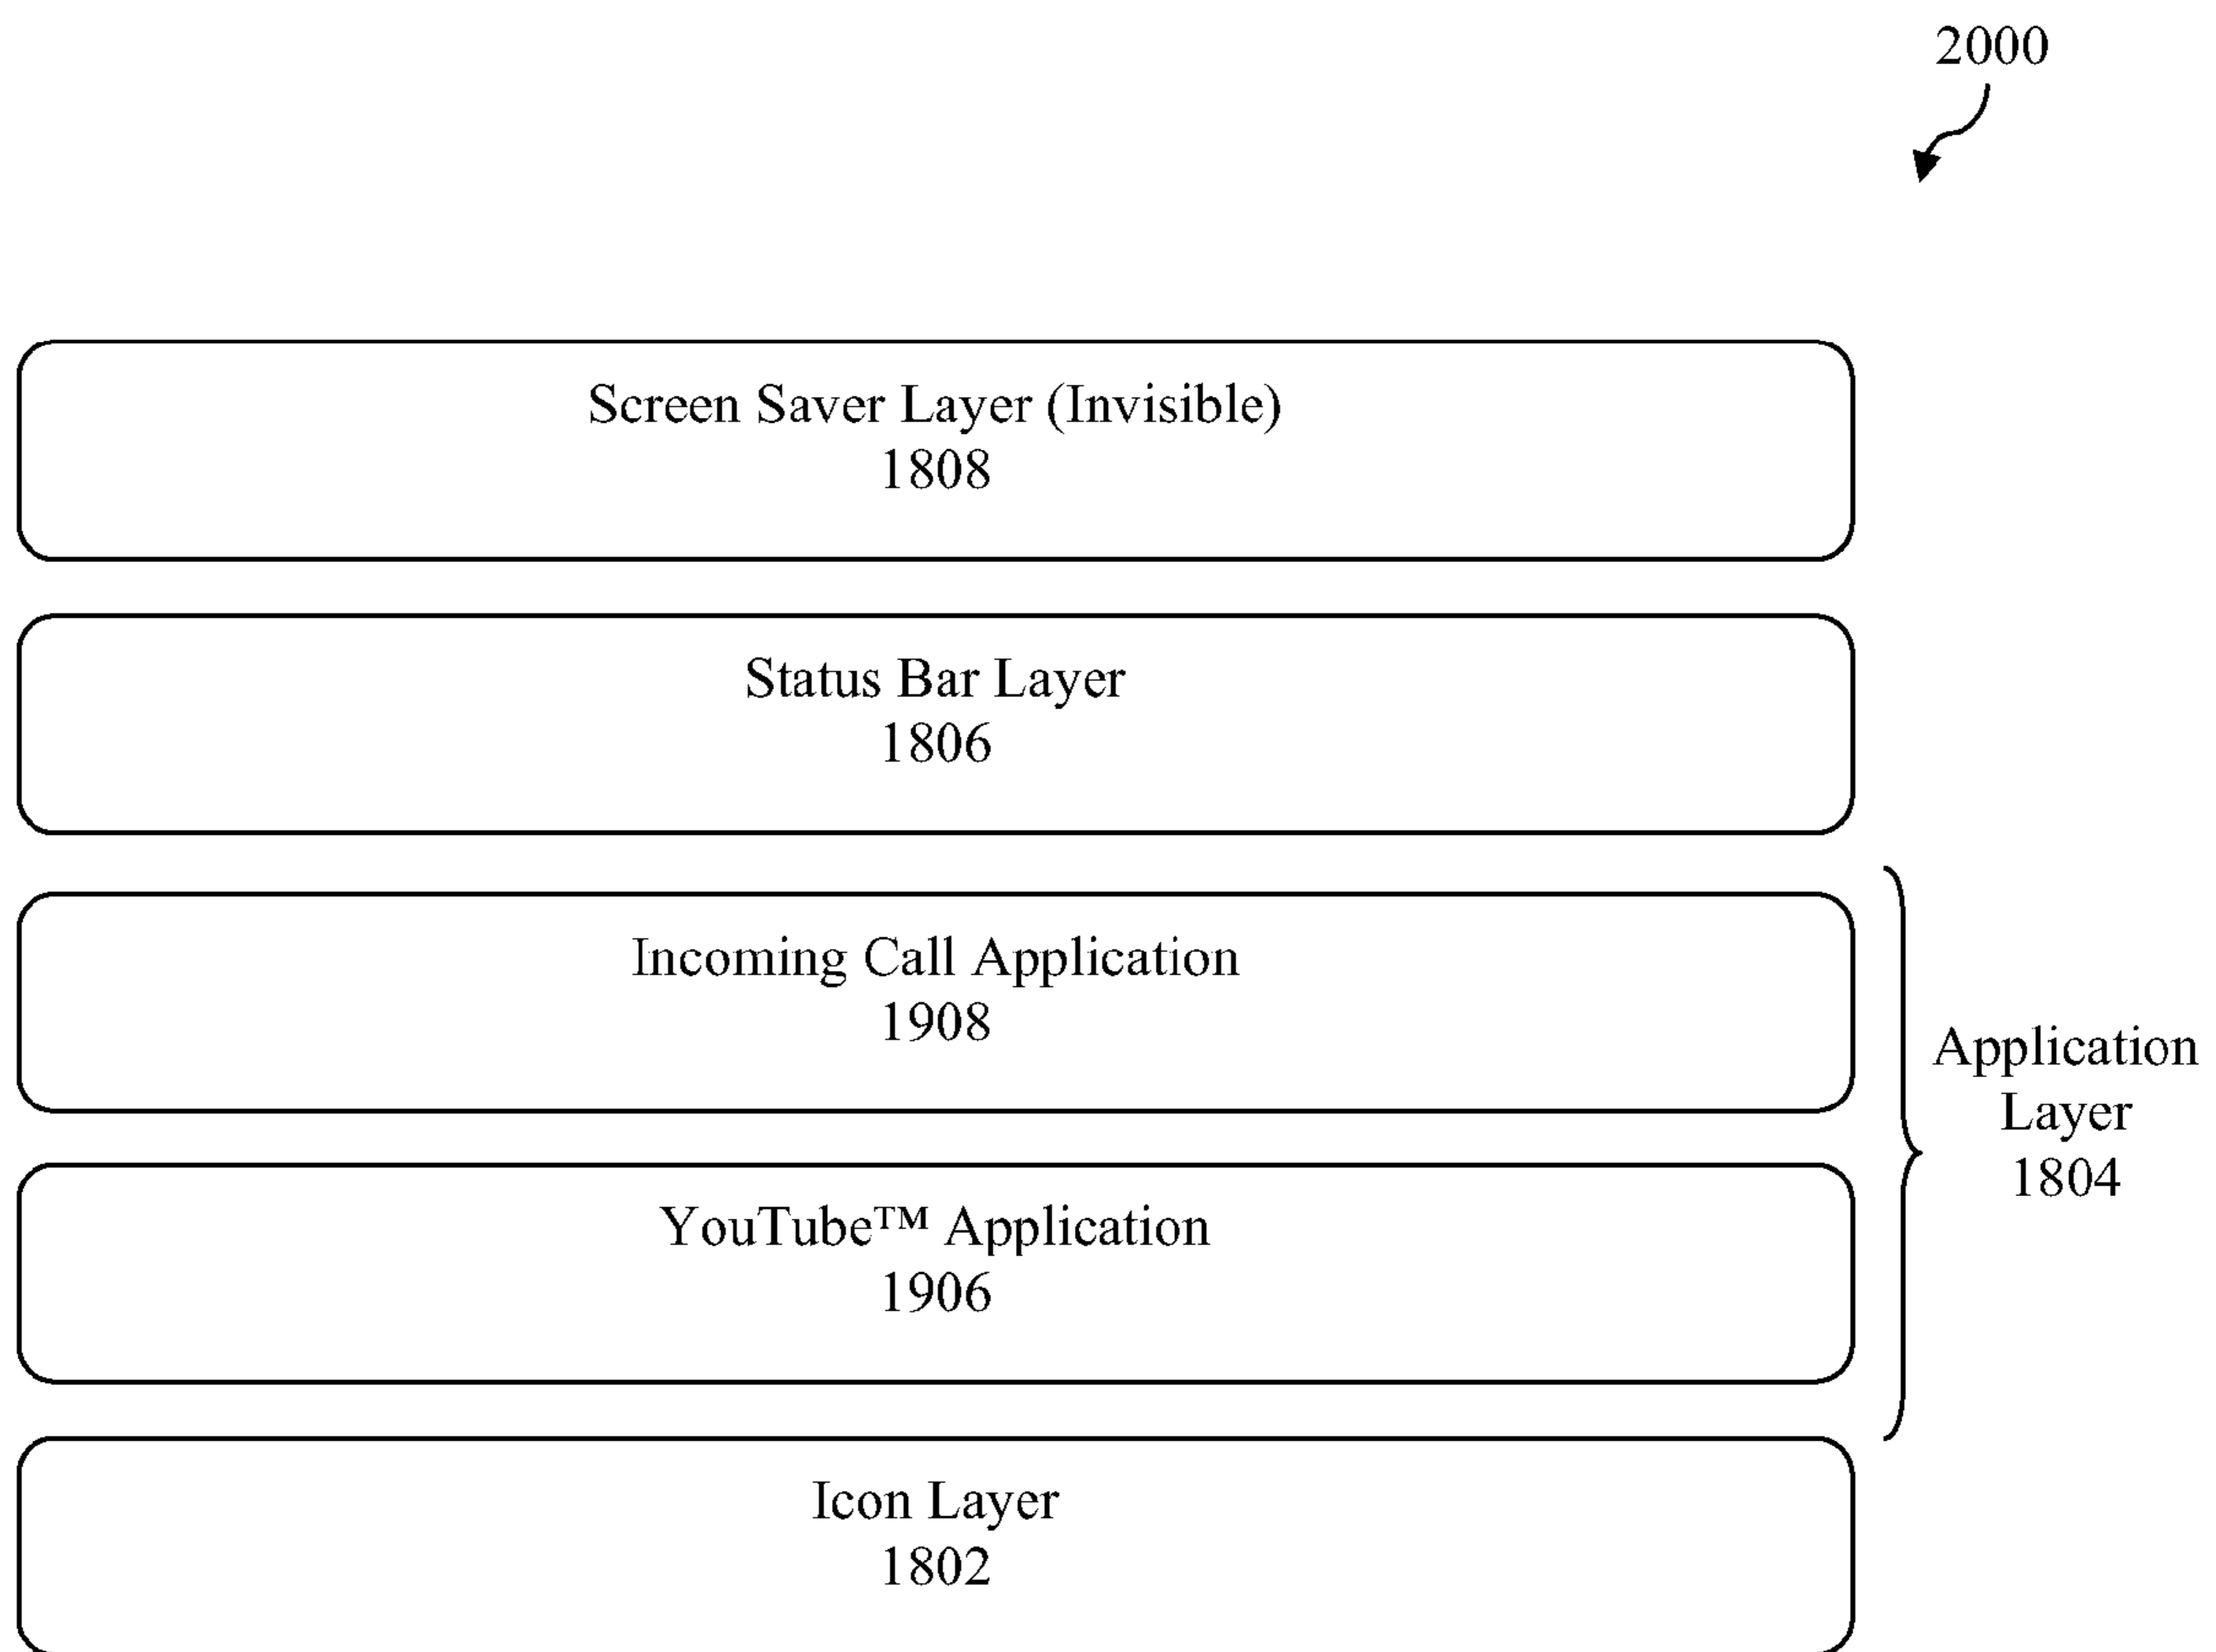 2000
Screen Saver Layer (Invisible)
1808
Status Bar Layer
1806
Incoming Call Application
1908
Application
Layer
1804
YouTube™ Application
1906
Icon Layer
1802